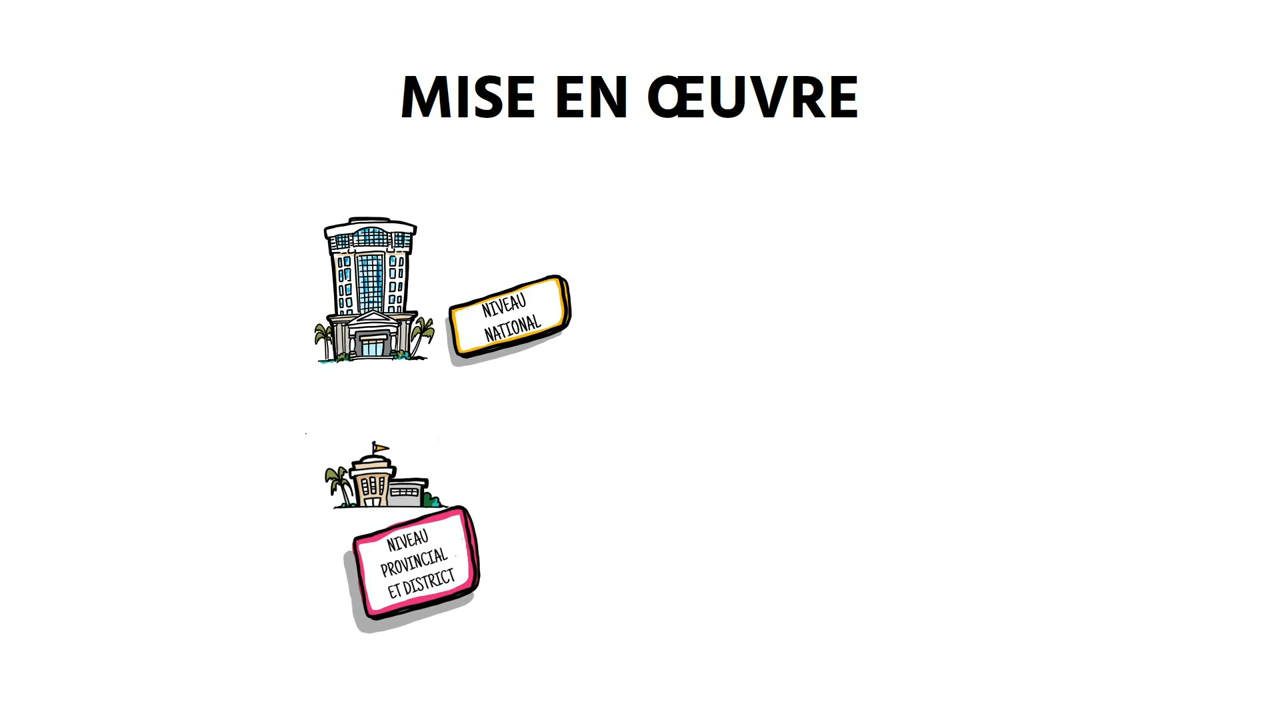 MISE EN ŒUVRE
NIVEAU
NATIONAL
NIVEAU
PROVINCIAL
ET DISTRICT